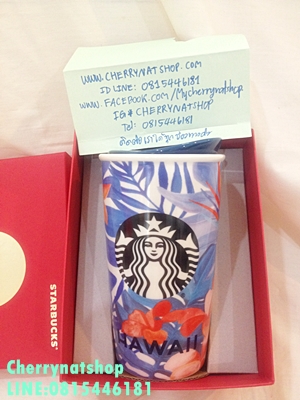 WWW.CHERRYNATSHOP.COM
ID LINE: 0815446181
WWW.FACEBOOK.COM/Mycherrynatshop
IG#CHERRYNATSHOP
Tel: 0815446181
STARBUCKS
HAWAII
Cherrynatshop
LINE:0815446181